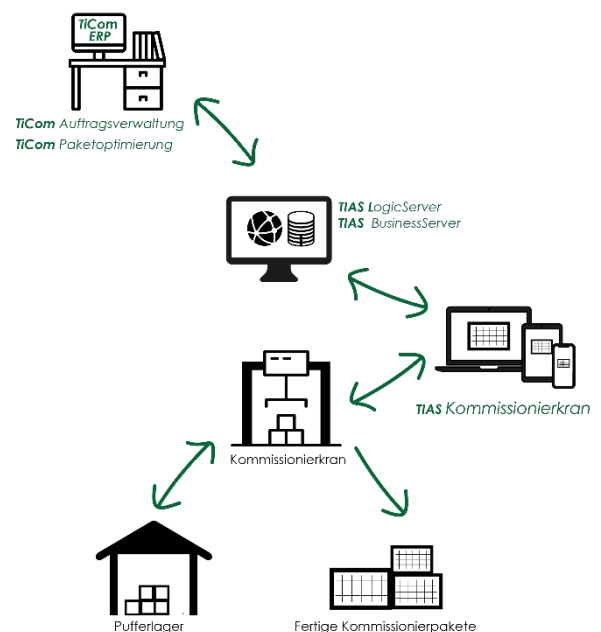 TiCom
ERP
TiCom Auftragsverwaltung
TiCom Paketoptimierung
TIAS LogicServer
TIAS BusinessServer
TIAS Kommissionierkran
Kommissionierkran
Pufferlager
Fertige Kommissionierpakete